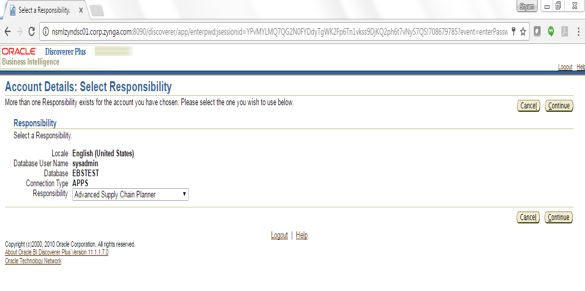 Select a Responsibility.
nsmlzyndsc01.corp.zynga.com:8090/discoverer/app/enterpwd;jsessionid=
ORACLE Discoverer Plus
Business Intelligence
Logout Help
Account Details: Select Responsibility
More than one Responsibility exists for the account you have chosen. Please select the one you wish to use below.
Cancel Continue
Responsibility
Select a Responsibility.
Locale English (United States)
Database User Name sysadmin
Database EBSTEST
Connection Type APPS
Responsibility Advanced Supply Chain Planner
Cancel Continue
Logout | Help
Copyright (c)2000, 2010 Oracle Corporation. All rights reserved.
About Oracle BI Discoverer Plus Version 11.1.1.7.0
Oracle Technology Network